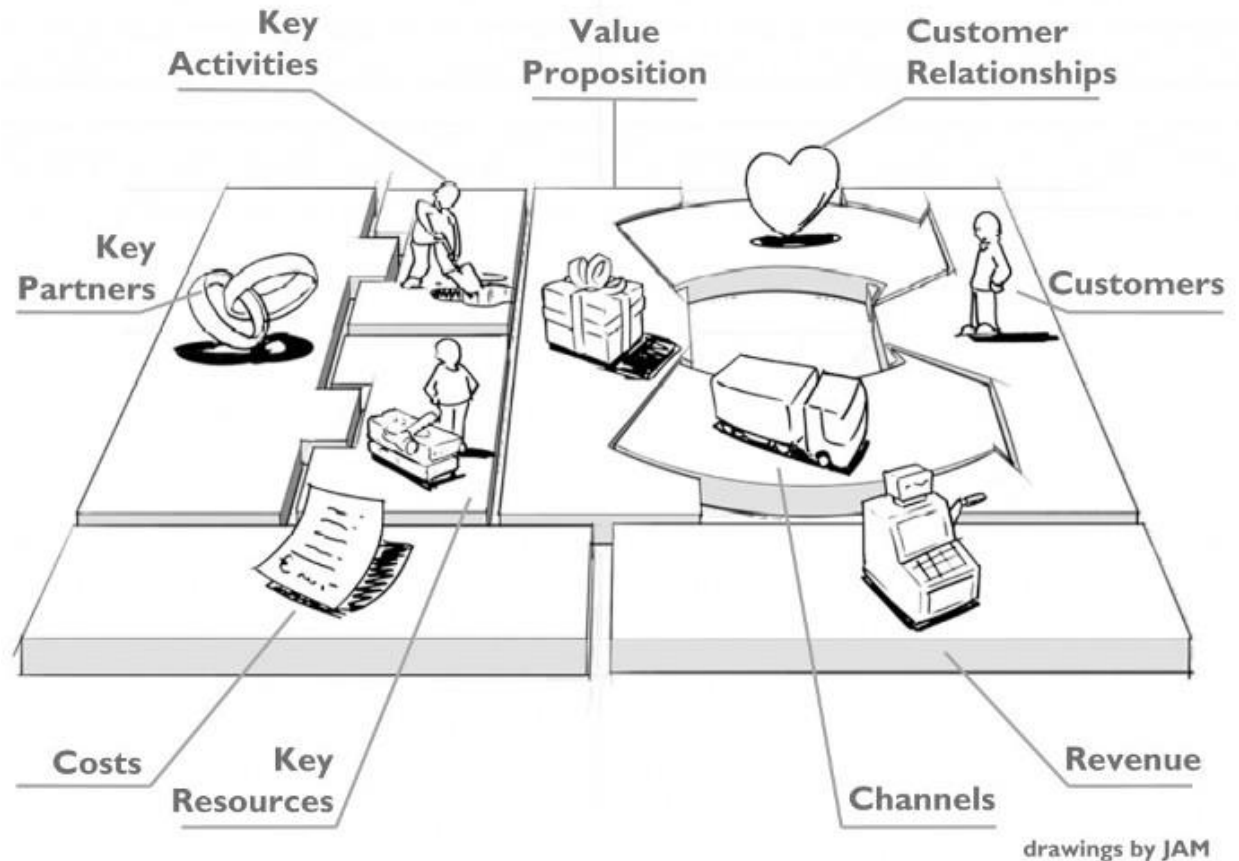 Key
Activities
Value
Proposition
Customer
Relationships
Key
Partners
Customers
Costs
Key
Resources
Channels
Revenue
drawings by JAM